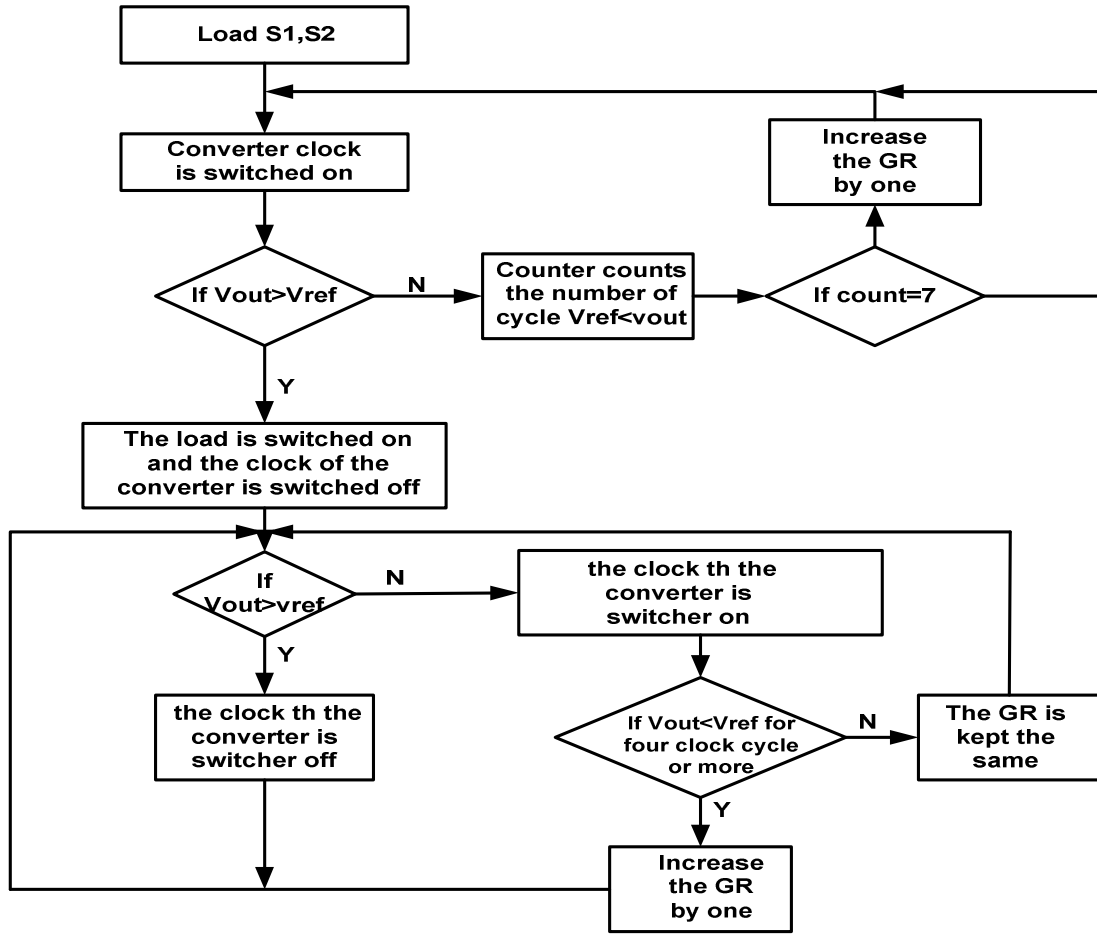 Load S1,S2
Converter clock
is switched on
If Vout>Vref
N
Counter counts
the number of
cycle Vref<vout
If count=7
Increase
the GR
by one
Y
The load is switched on
and the clock of the
converter is switched off
If
Vout>vref
N
the clock th the
converter is
switcher on
Y
the clock th the
converter is
switcher off
If Vout<Vref for
four clock cycle
or more
N
The GR is
kept the
same
Y
Increase
the GR
by one